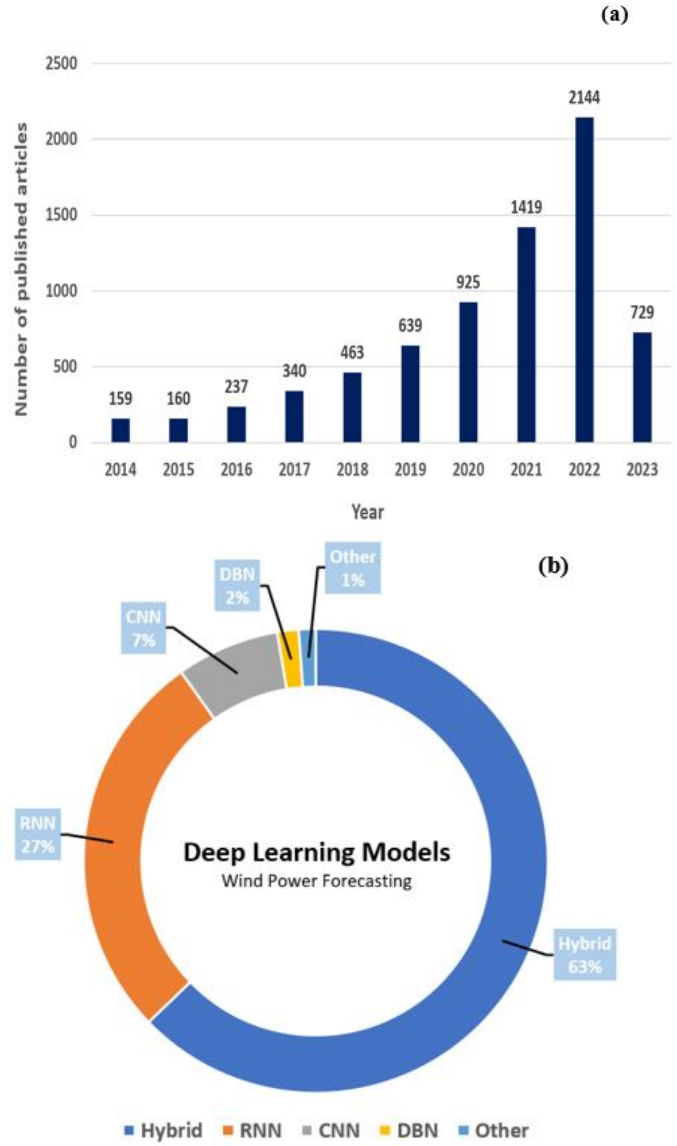 (a)
Number of published articles
2500
2000
1500
1000
500
0
159
160
237
340
463
639
925
1419
2144
729
2014 2015 2016 2017 2018 2019 2020 2021 2022 2023
Year
(b)
Other
1%
DBN
2%
CNN
7%
RNN
27%
Deep Learning Models
Wind Power Forecasting
Hybrid
63%
Hybrid RNN CNN DBN Other